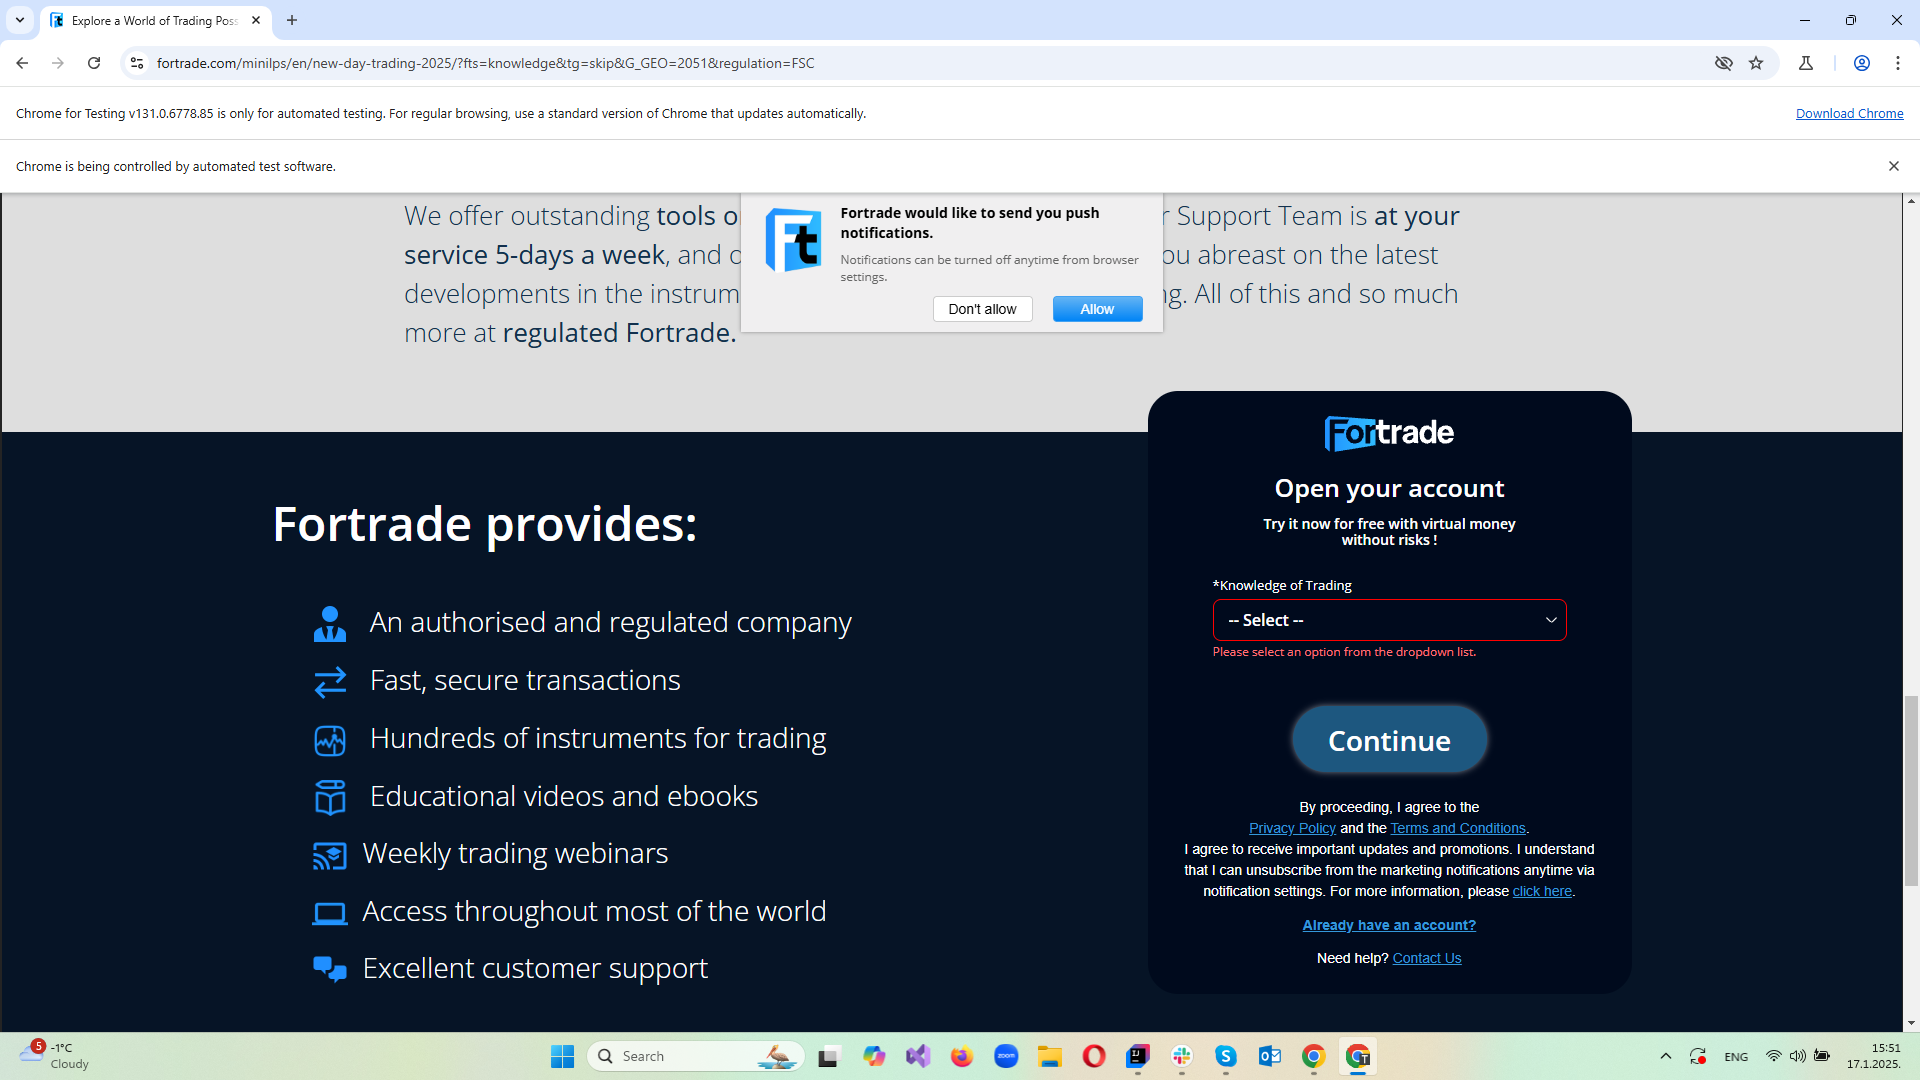 Explore a World of Trading Poss
fortrade.com/minilps/en/new-day-trading-2025/?fts=knowledge&tg=skip&G_GEO=2051&regulation=FSC
Chrome for Testing v131.0.6778.85 is only for automated testing. For regular browsing, use a standard version of Chrome that updates automatically.
Download Chrome
Chrome is being controlled by automated test software.
We offer outstanding tools o
r Support Team is at your
service 5-days a week, and o
ou abreast on the latest
developments in the instrum
ng. All of this and so much
more at regulated Fortrade.
Ft
Fortrade would like to send you push
notifications.
Notifications can be turned off anytime from browser
settings.
Don't allow
Allow
Fortrade provides:
An authorised and regulated company
Fast, secure transactions
Hundreds of instruments for trading
Educational videos and ebooks
Weekly trading webinars
Access throughout most of the world
Excellent customer support
Fortrade
Open your account
Try it now for free with virtual money
without risks !
*Knowledge of Trading
-- Select --
Please select an option from the dropdown list.
Continue
By proceeding, I agree to the
Privacy Policy and the Terms and Conditions.
I agree to receive important updates and promotions. I understand
that I can unsubscribe from the marketing notifications anytime via
notification settings. For more information, please click here.
Already have an account?
Need help? Contact Us
5
-1°C
Cloudy
Search
zoom
ENG
15:51
17.1.2025.